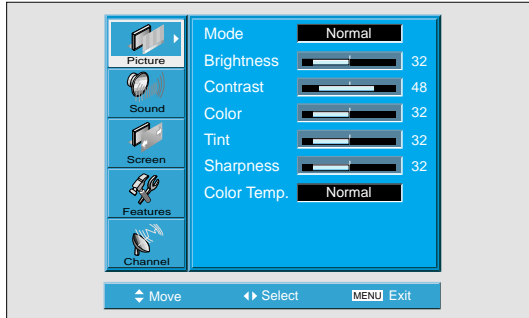 Picture
Sound
Screen
Features
Channel
Mode Normal
Brightness 32
Contrast 48
Color 32
Tint 32
Sharpness 32
Color Temp. Normal
Move Select MENU Exit